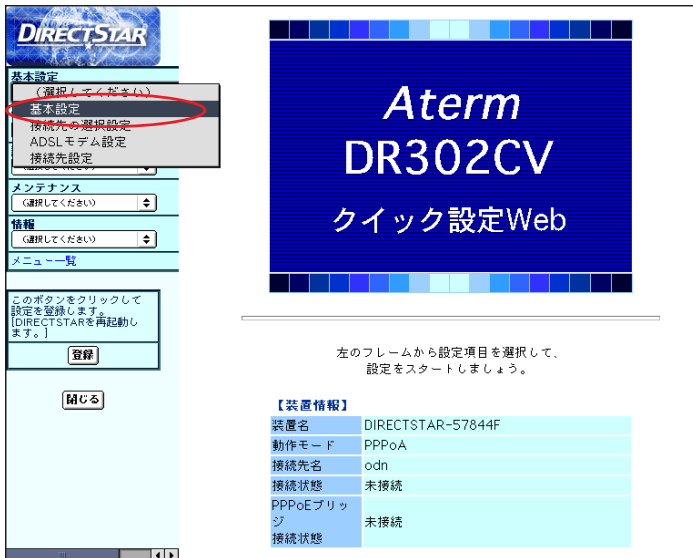 DIRECTSTAR
基本設定
(選択してください)
基本設定
接続先の選択設定
ADSLモデム設定
接続先設定
メンテナンス
(選択してください)
情報
(選択してください)
メニュー一覧
このボタンをクリックして
設定を登録します。
[DIRECTSTARを再起動し
ます。]
登録
閉じる
Aterm
DR302CV
クイック設定Web
左のフレームから設定項目を選択して、
設定をスタートしましょう。
【装置情報】
装置名 DIRECTSTAR-57844F
動作モード PPPoA
接続先名 odn
接続状態 未接続
PPPoEブリッ
ジ
接続状態 未接続